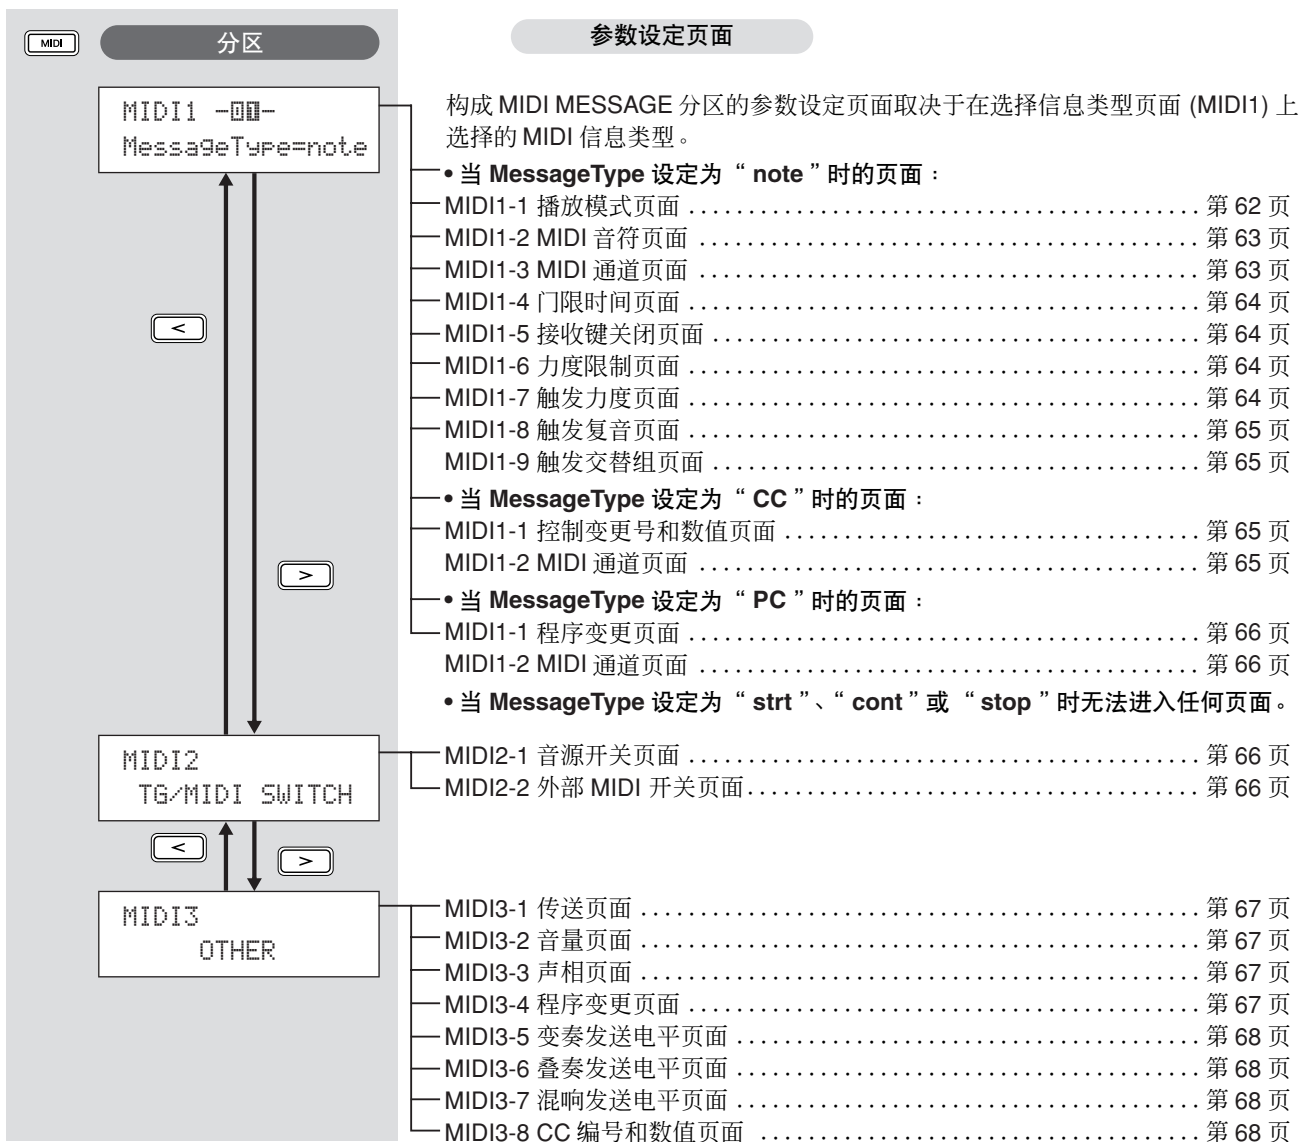 MIDI
分区
参数设定页面
MIDI1 -01-
MessageType=note
构成 MIDI MESSAGE 分区的参数设定页面取决于在选择信息类型页面 (MIDI1) 上
选择的 MIDI 信息类型。
• 当 MessageType 设定为“note”时的页面：
MIDI1-1 播放模式页面 ........................ 第 62 页
MIDI1-2 MIDI 音符页面 ........................ 第 63 页
MIDI1-3 MIDI 通道页面 ........................ 第 63 页
MIDI1-4 门限时间页面 ........................ 第 64 页
MIDI1-5 接收键关闭页面 ........................ 第 64 页
MIDI1-6 力度限制页面 ........................ 第 64 页
MIDI1-7 触发力度页面 ........................ 第 64 页
MIDI1-8 触发复音页面 ........................ 第 65 页
MIDI1-9 触发交替组页面 ........................ 第 65 页
• 当 MessageType 设定为“CC”时的页面：
MIDI1-1 控制变更号和数值页面 ........................ 第 65 页
MIDI1-2 MIDI 通道页面 ........................ 第 65 页
• 当 MessageType 设定为“PC”时的页面：
MIDI1-1 程序变更页面 ........................ 第 66 页
MIDI1-2 MIDI 通道页面 ........................ 第 66 页
• 当 MessageType 设定为“strt”、“cont”或“stop”时无法进入任何页面。
<
>
MIDI2
TG/MIDI SWITCH
MIDI2-1 音源开关页面 ........................ 第 66 页
MIDI2-2 外部 MIDI 开关页面 ........................ 第 66 页
<
>
MIDI3
OTHER
MIDI3-1 传送页面 ........................ 第 67 页
MIDI3-2 音量页面 ........................ 第 67 页
MIDI3-3 声相页面 ........................ 第 67 页
MIDI3-4 程序变更页面 ........................ 第 67 页
MIDI3-5 变奏发送电平页面 ........................ 第 68 页
MIDI3-6 叠奏发送电平页面 ........................ 第 68 页
MIDI3-7 混响发送电平页面 ........................ 第 68 页
MIDI3-8 CC 编号和数值页面 ........................ 第 68 页